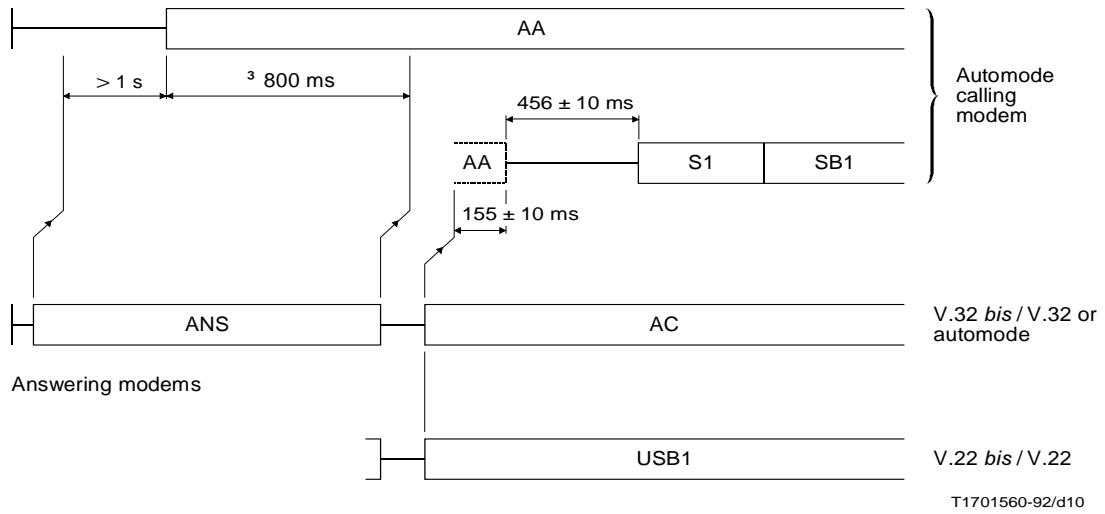 AA
> 1 s
³ 800 ms
Automode
calling
modem
456 ± 10 ms
AA
S1
SB1
155 ± 10 ms
ANS
AC
V.32 bis / V.32 or
automode
Answering modems
USB1
V.22 bis / V.22
T1701560-92/d10